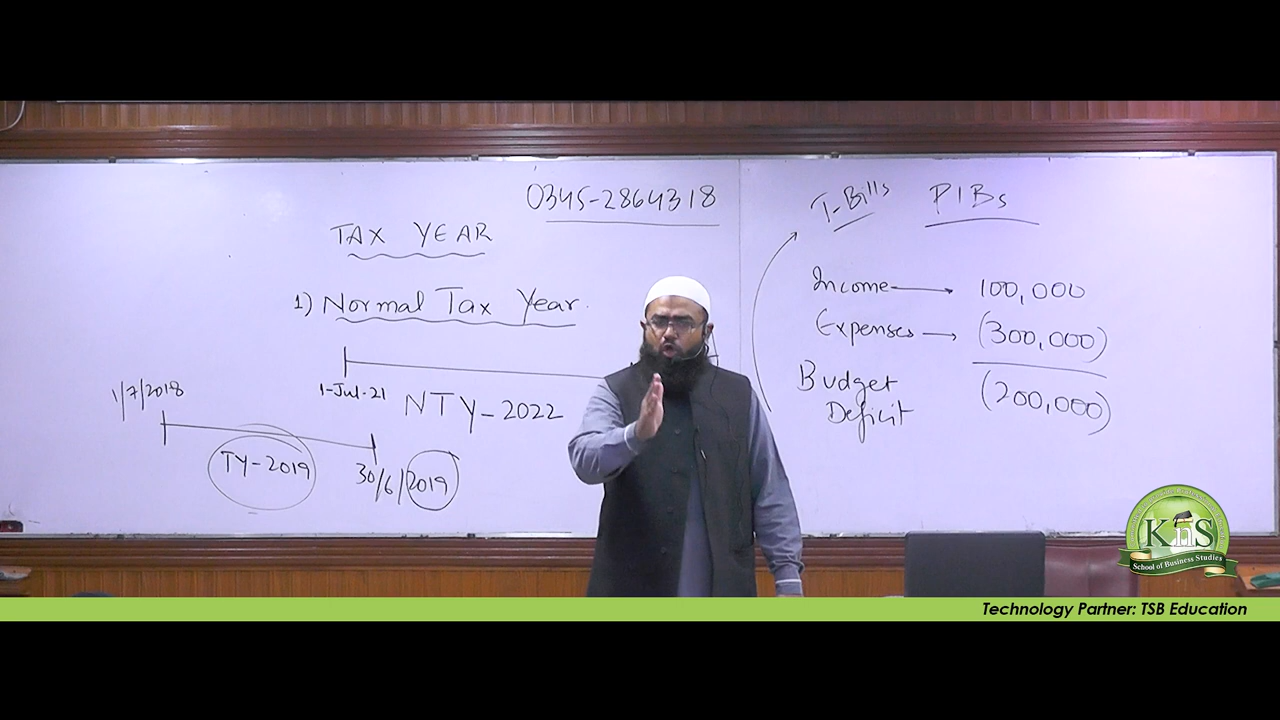 0345-2864318
TAX YEAR
1) Normal Tax Year.
1-Jul-21
NTY-2022
1/7/2018
TY-2019
30/6/2019
T-Bills PIBs
Income → 100,000
Expenses → (300,000)
Budget
Deficit (200,000)
KnS
School of Business Studies
Technology Partner: TSB Education